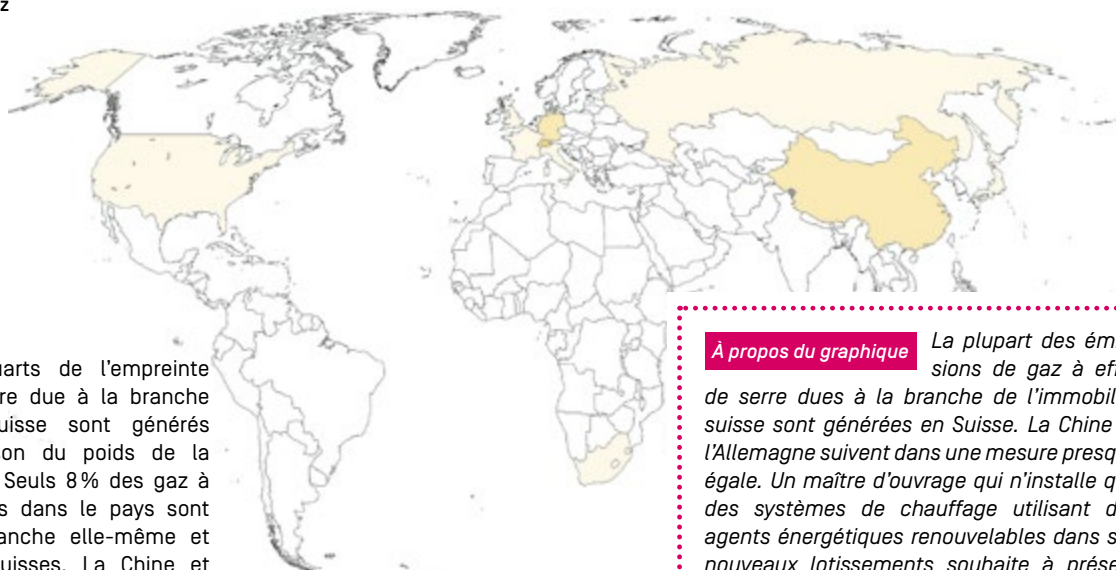 z
uarts de l’empreinte
re due à la branche
uisse sont générés
on du poids de la
Seuls 8 % des gaz à
s dans le pays sont
anche elle-même et
uisses. La Chine et
À propos du graphique
La plupart des émi
sions de gaz à eff
de serre dues à la branche de l’immobil
suisse sont générées en Suisse. La Chine
l’Allemagne suivent dans une mesure presq
égale. Un maître d’ouvrage qui n’installe q
des systèmes de chauffage utilisant d
agents énergétiques renouvelables dans s
nouveaux lotissements souhaite à prése